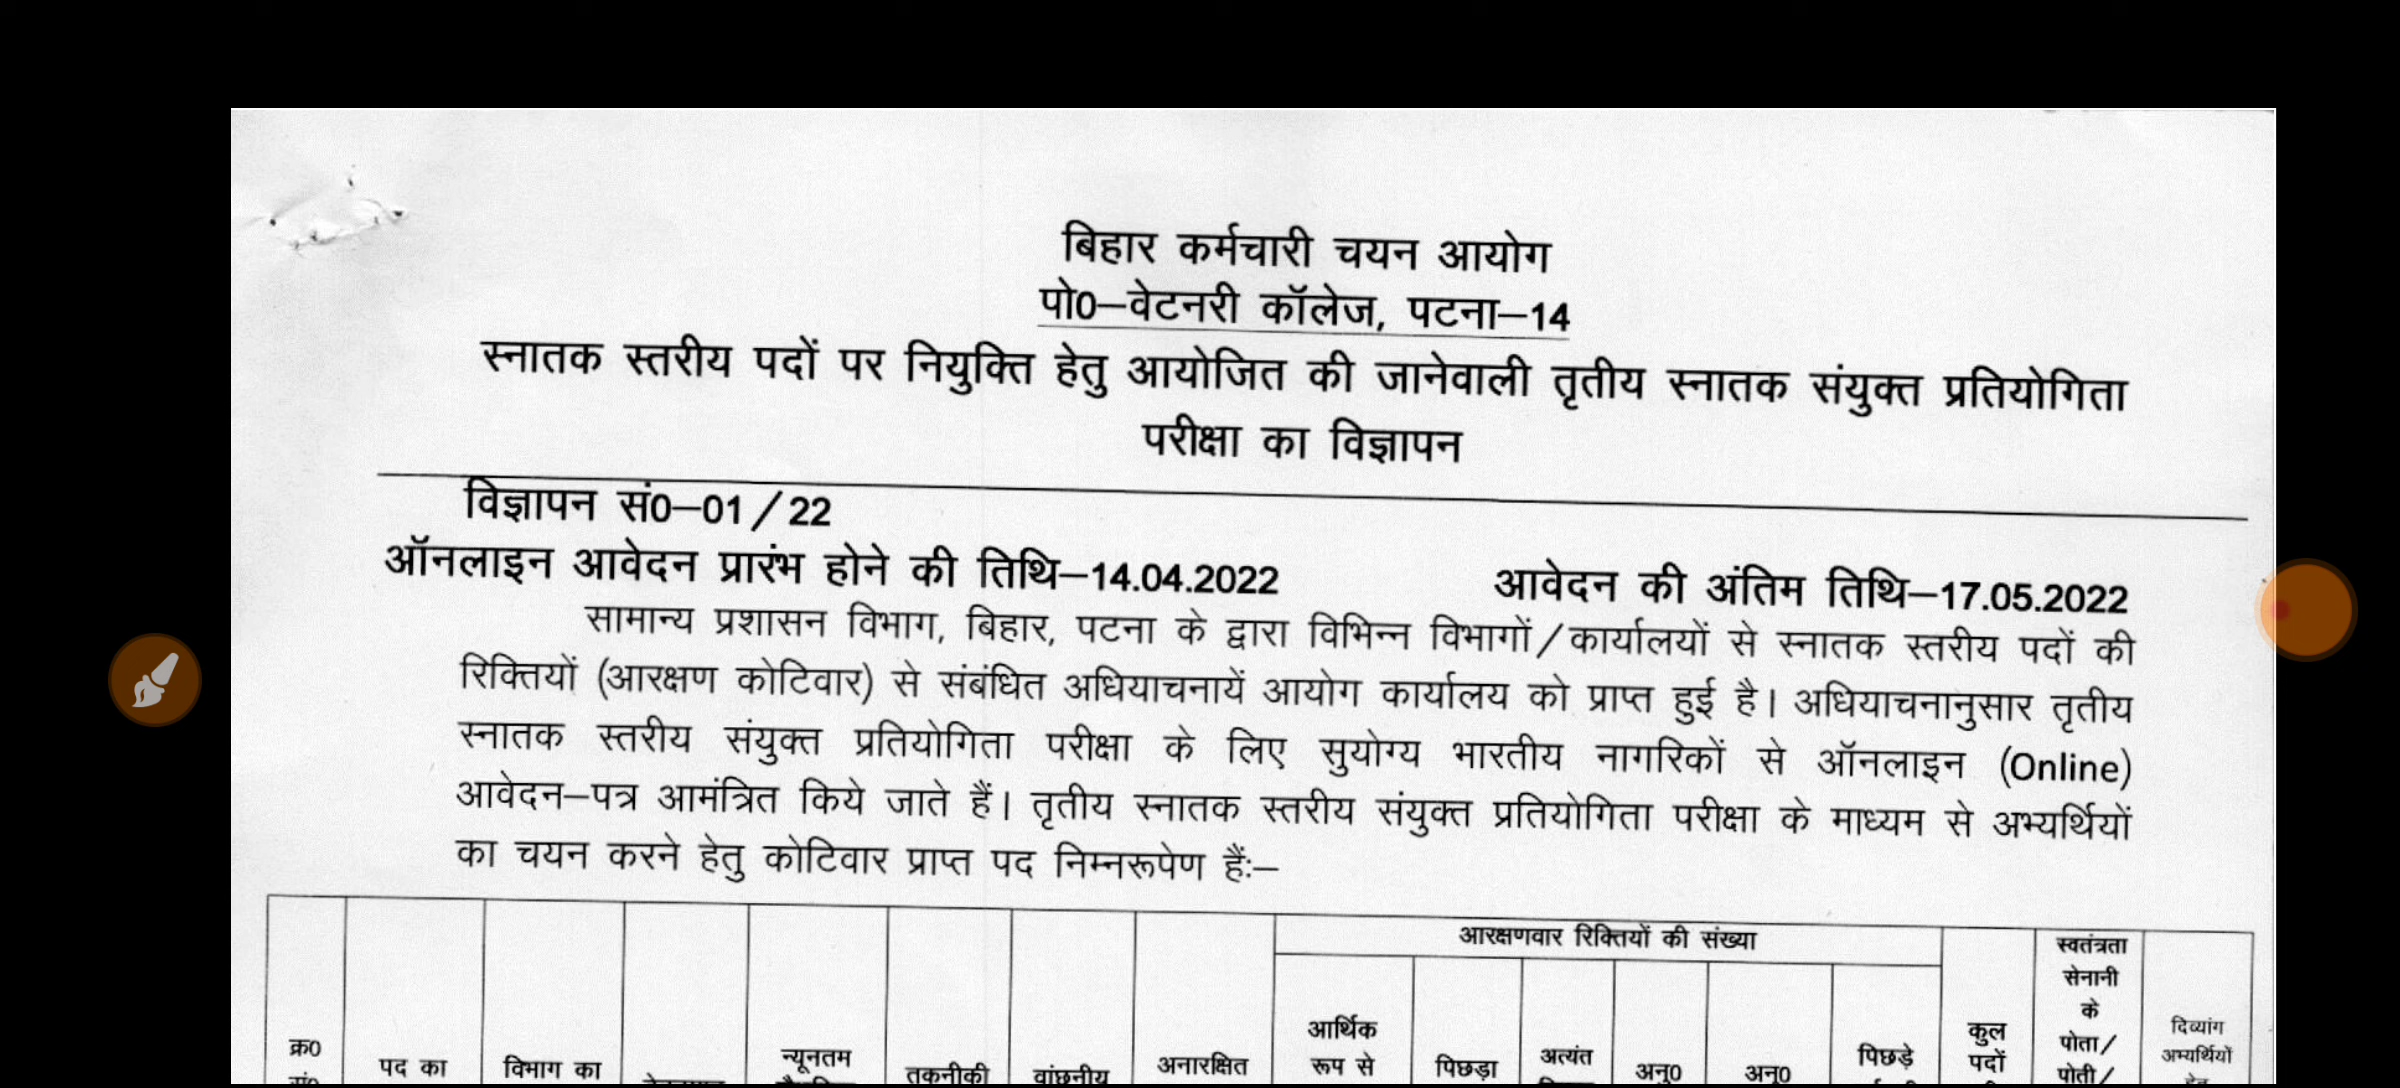 बिहार कर्मचारी चयन आयोग
पो0–वेटनरी कॉलेज, पटना–14
स्नातक स्तरीय पदों पर नियुक्ति हेतु आयोजित की जानेवाली तृतीय स्नातक संयुक्त प्रतियोगिता
परीक्षा का विज्ञापन
विज्ञापन सं0–01/22
ऑनलाइन आवेदन प्रारंभ होने की तिथि–14.04.2022 आवेदन की अंतिम तिथि–17.05.2022
सामान्य प्रशासन विभाग, बिहार, पटना के द्वारा विभिन्न विभागों/कार्यालयों से स्नातक स्तरीय पदों की
रिक्तियों (आरक्षण कोटिवार) से संबंधित अधियाचनायें आयोग कार्यालय को प्राप्त हुई है। अधियाचनानुसार तृतीय
स्नातक स्तरीय संयुक्त प्रतियोगिता परीक्षा के लिए सुयोग्य भारतीय नागरिकों से ऑनलाइन (Online)
आवेदन–पत्र आमंत्रित किये जाते हैं। तृतीय स्नातक स्तरीय संयुक्त प्रतियोगिता परीक्षा के माध्यम से अभ्यर्थियों
का चयन करने हेतु कोटिवार प्राप्त पद निम्नरूपेण हैं:–
क्र0
पद का
विभाग का
न्यूनतम
तकनीकी
वांछनीय
अनारक्षित
आरक्षणवार रिक्तियों की संख्या
आर्थिक
रूप से
पिछड़ा
अत्यंत
अनु0
अनु0
पिछड़े
कुल
पदों
स्वतंत्रता
सेनानी
के
पोता/
पोती/
दिव्यांग
अभ्यर्थियों